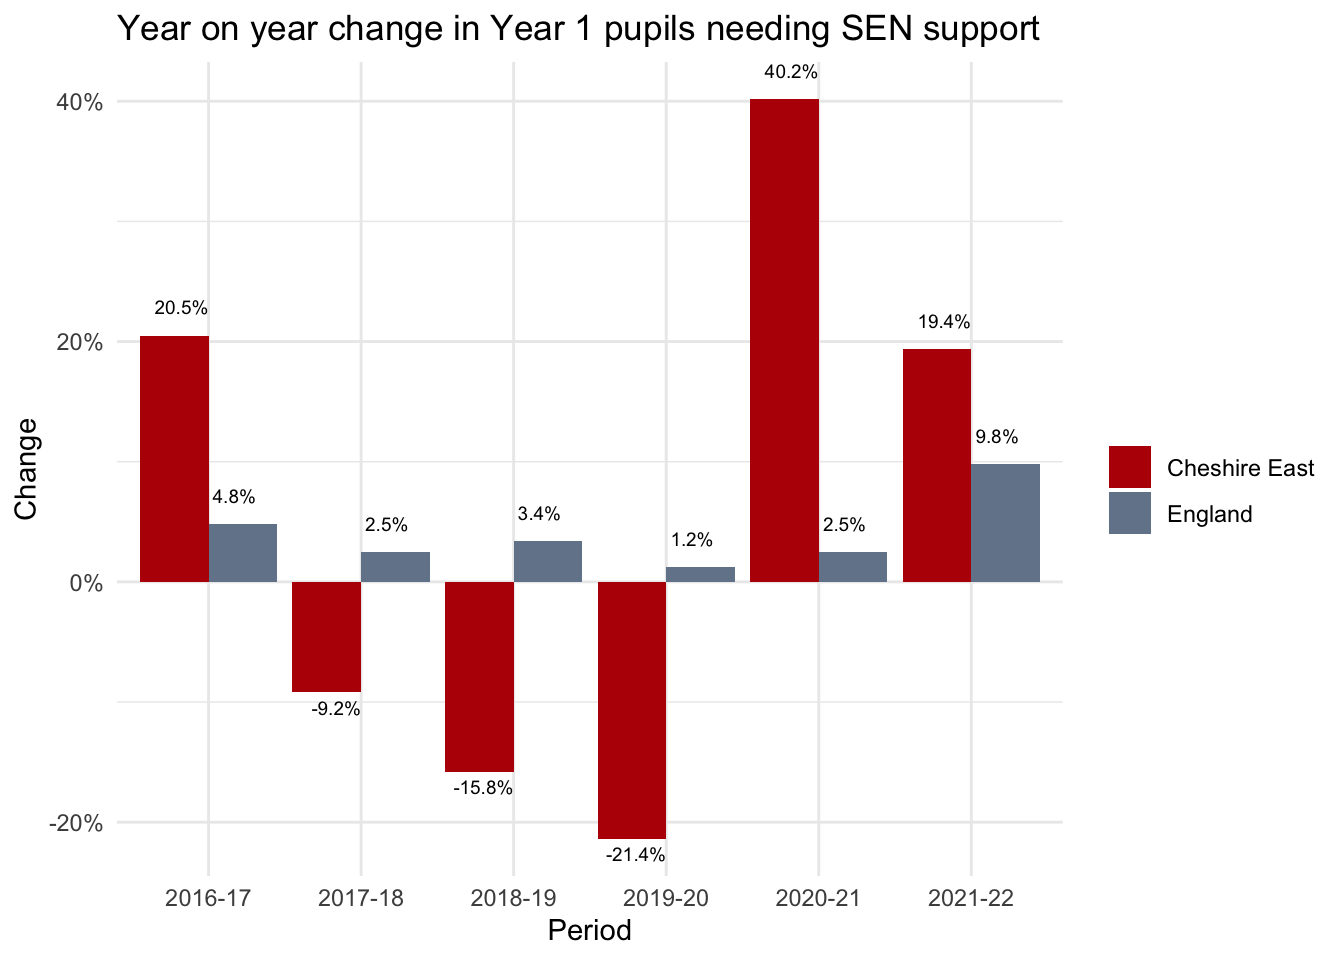 Year on year change in Year 1 pupils needing SEN support
40.2%
40%
20.5%
19.4%
20%
9.8%
Change
Cheshire East
4.8%
2.5%
3.4%
1.2%
2.5%
England
0%
-9.2%
-15.8%
-20%
-21.4%
2016-17 2017-18 2018-19 2019-20 2020-21 2021-22
Period